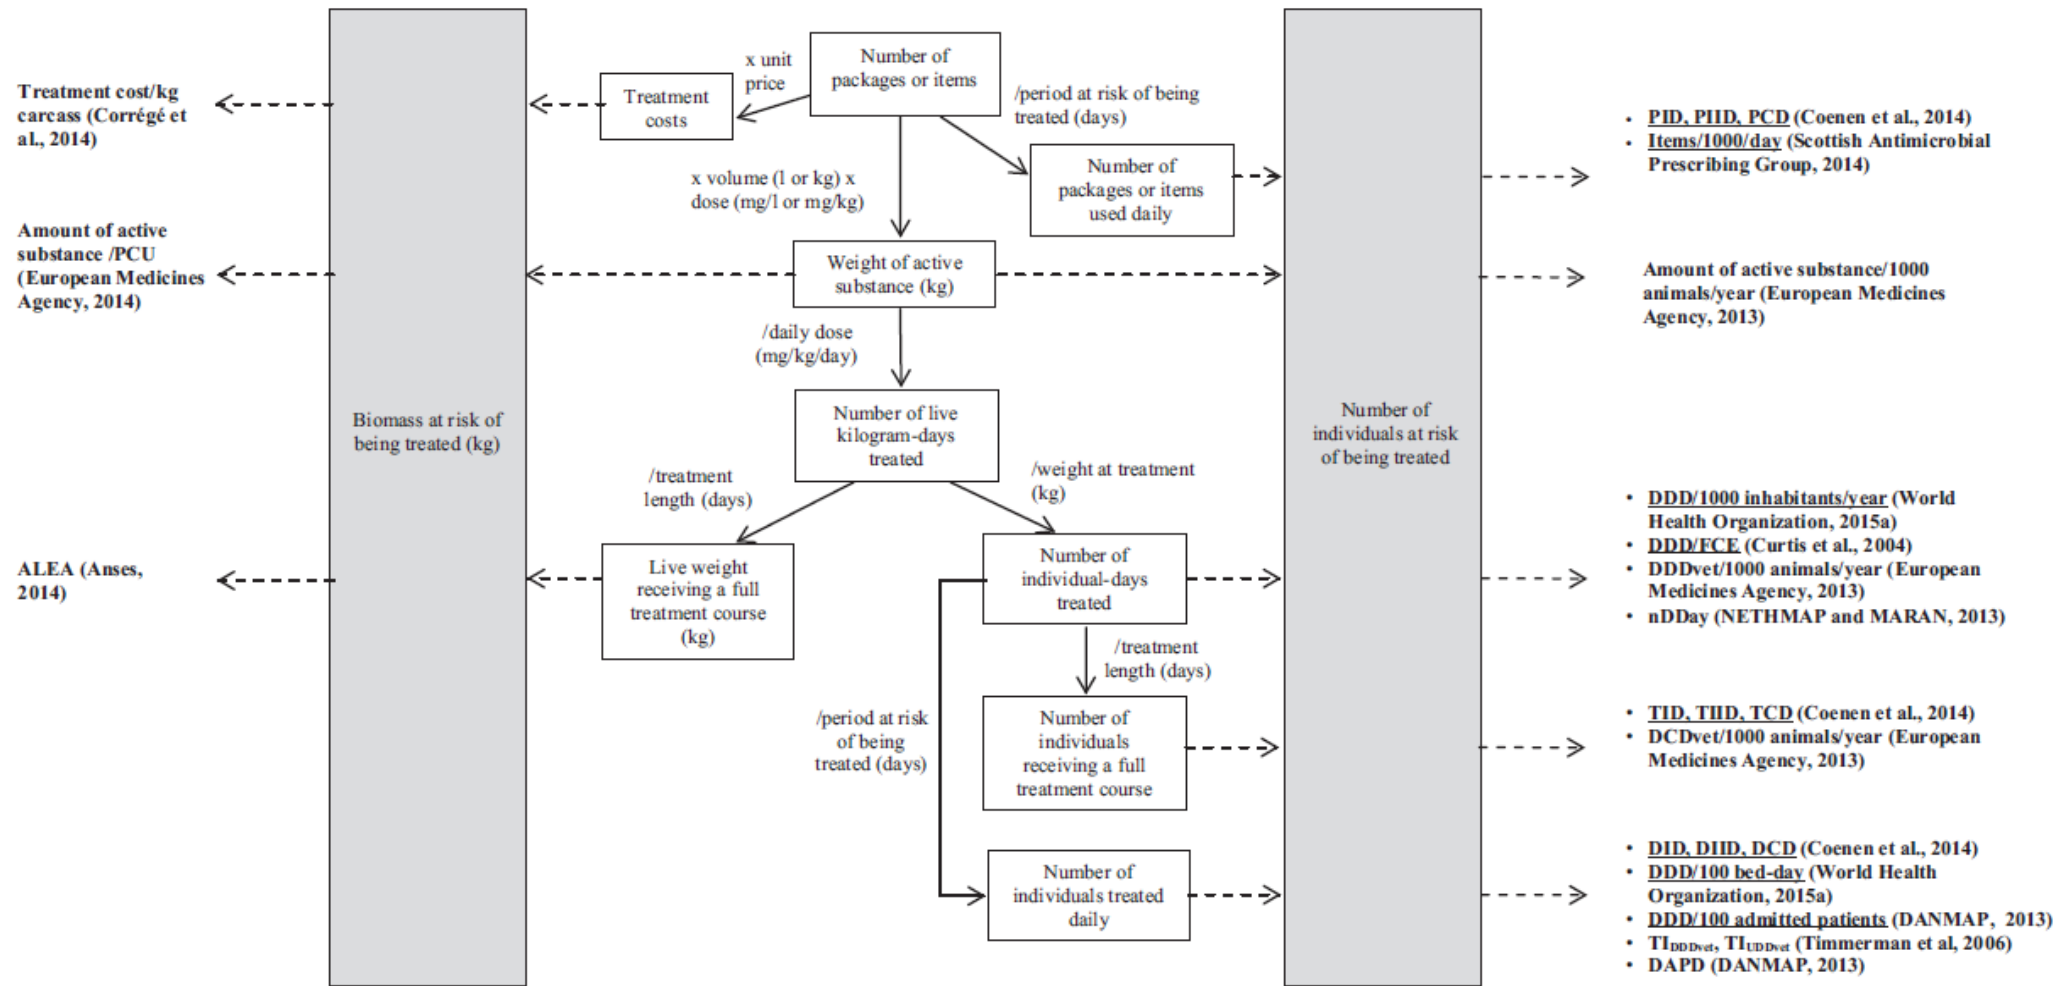 Treatment cost/kg
carcass (Corrégé et
al., 2014)
Amount of active
substance /PCU
(European Medicines
Agency, 2014)
ALEA (Anses,
2014)
Biomass at risk of
being treated (kg)
Number of
packages or items
x unit
price
Treatment
costs
/period at risk of being
treated (days)
Number of
packages or items
used daily
x volume (l or kg) x
dose (mg/l or mg/kg)
Weight of active
substance (kg)
/daily dose
(mg/kg/day)
Number of live
kilogram-days
treated
/treatment
length (days)
/weight at treatment
(kg)
Live weight
receiving a full
treatment course
(kg)
Number of
individual-days
treated
/treatment
length (days)
/period at risk
of being
treated (days)
Number of
individuals
receiving a full
treatment course
Number of
individuals treated
daily
Number of
individuals at risk
of being treated
• PID, PIID, PCD (Coenen et al., 2014)
• Items/1000/day (Scottish Antimicrobial
Prescribing Group, 2014)
Amount of active substance/1000
animals/year (European Medicines
Agency, 2013)
• DDD/1000 inhabitants/year (World
Health Organization, 2015a)
• DDD/FCE (Curtis et al., 2004)
• DDDvet/1000 animals/year (European
Medicines Agency, 2013)
• nDDay (NETHMAP and MARAN, 2013)
• TID, TIID, TCD (Coenen et al., 2014)
• DCDvet/1000 animals/year (European
Medicines Agency, 2013)
• DID, DIID, DCD (Coenen et al., 2014)
• DDD/100 bed-day (World Health
Organization, 2015a)
• DDD/100 admitted patients (DANMAP, 2013)
• TIDDDvet, TIUDDvet (Timmerman et al, 2006)
• DAPD (DANMAP, 2013)